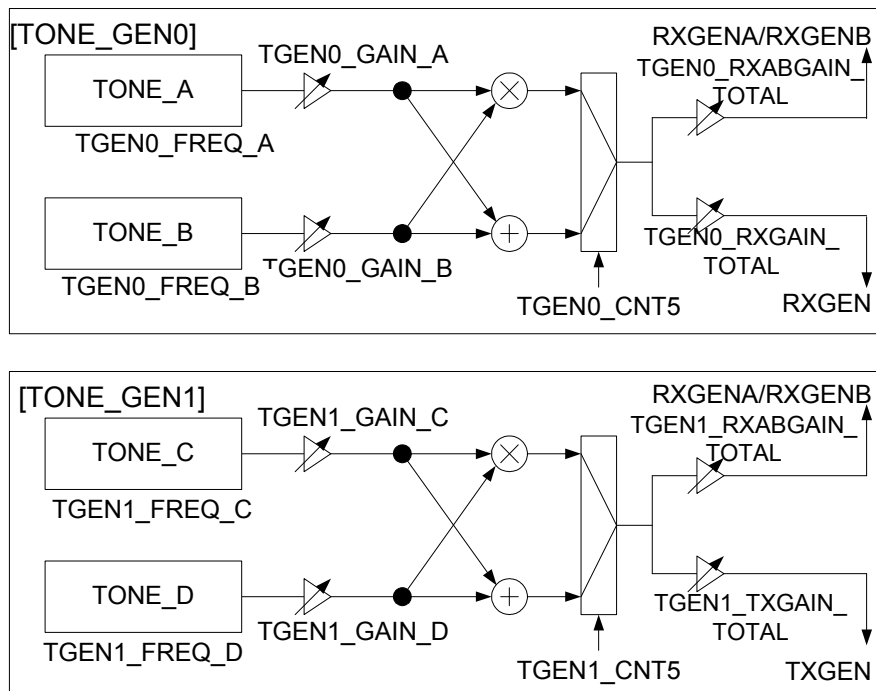 [TONE_GEN0]
TGEN0_GAIN_A
RXGENA/RXGENB
TGEN0_RXABGAIN_
TOTAL
TONE_A
×
TGEN0_FREQ_A
TONE_B
+
TGEN0_RXGAIN_
TOTAL
TGEN0_FREQ_B
TGEN0_GAIN_B
TGEN0_CNT5
RXGEN
[TONE_GEN1]
TGEN1_GAIN_C
RXGENA/RXGENB
TGEN1_RXABGAIN_
TOTAL
TONE_C
×
TGEN1_FREQ_C
TONE_D
+
TGEN1_TXGAIN_
TOTAL
TGEN1_FREQ_D
TGEN1_GAIN_D
TGEN1_CNT5
TXGEN